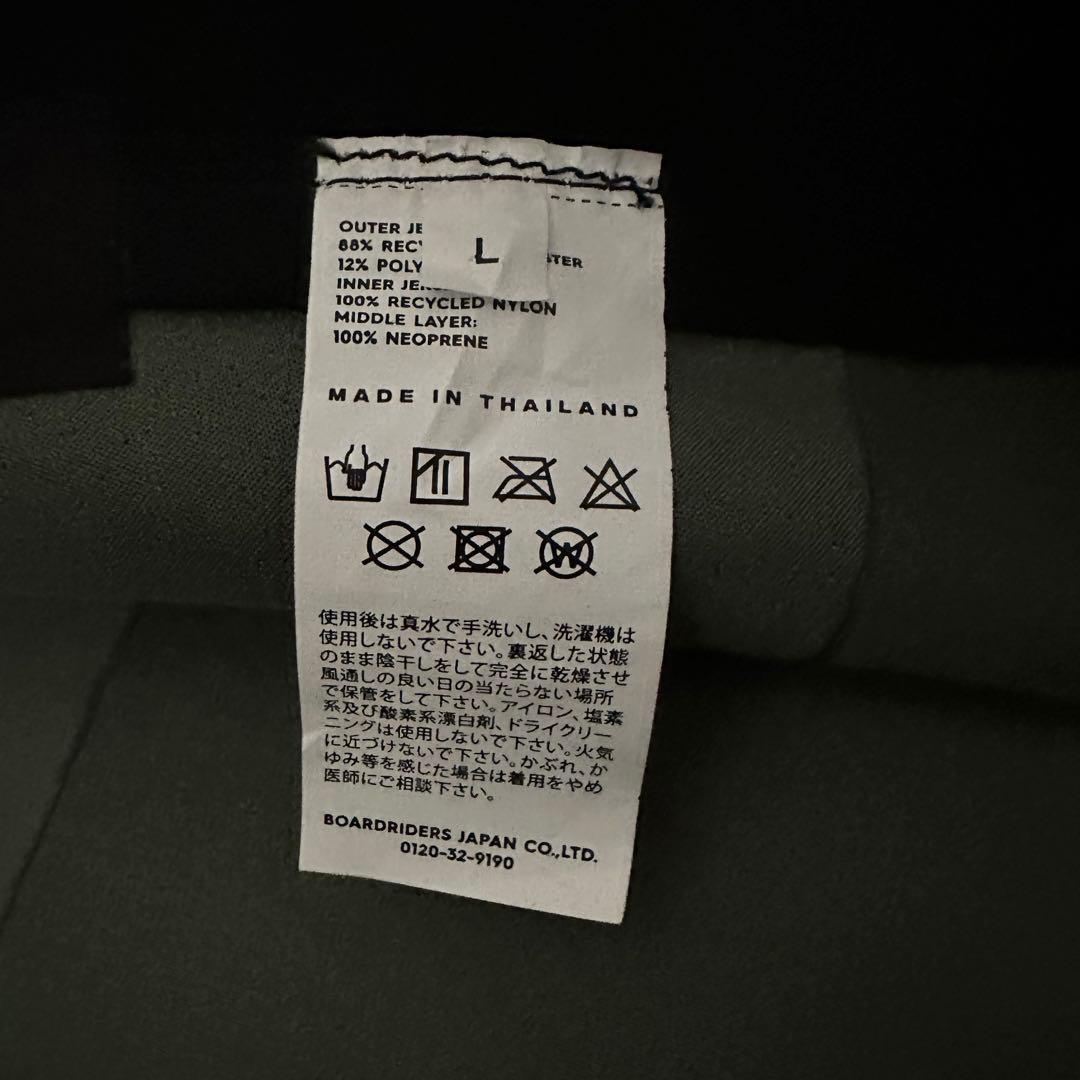 L
OUTER
88%
12%
INNER
100% RECYCLED NYLON
MIDDLE LAYER:
100% NEOPRENE
MADE IN THAILAND
W
使用後は真水で手洗いし、洗濯機は
使用しないで下さい。裏返した状態
のまま陰干しをして完全に乾燥させ
風通しの良い日の当たらない場所
で保管をして下さい。アイロン、塩素
系及び酸素系漂白剤、ドライクリー
ニングは使用しないで下さい。火気
に近づけないで下さい。かぶれ、か
ゆみ等を感じた場合は着用をやめ
医師にご相談下さい。
BOARDRIDERS JAPAN CO.,LTD.
0120-32-9190